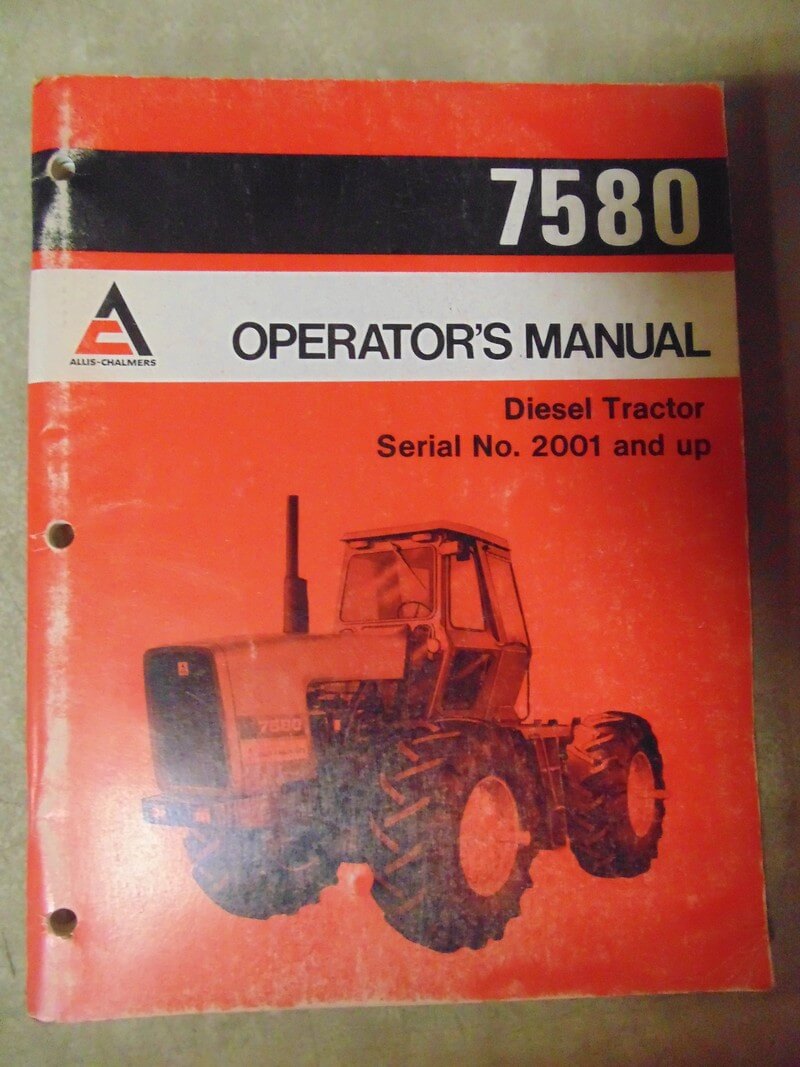 7580
ALLIS-CHALMERS
OPERATOR'S MANUAL
Diesel Tractor
Serial No. 2001 and up
7580